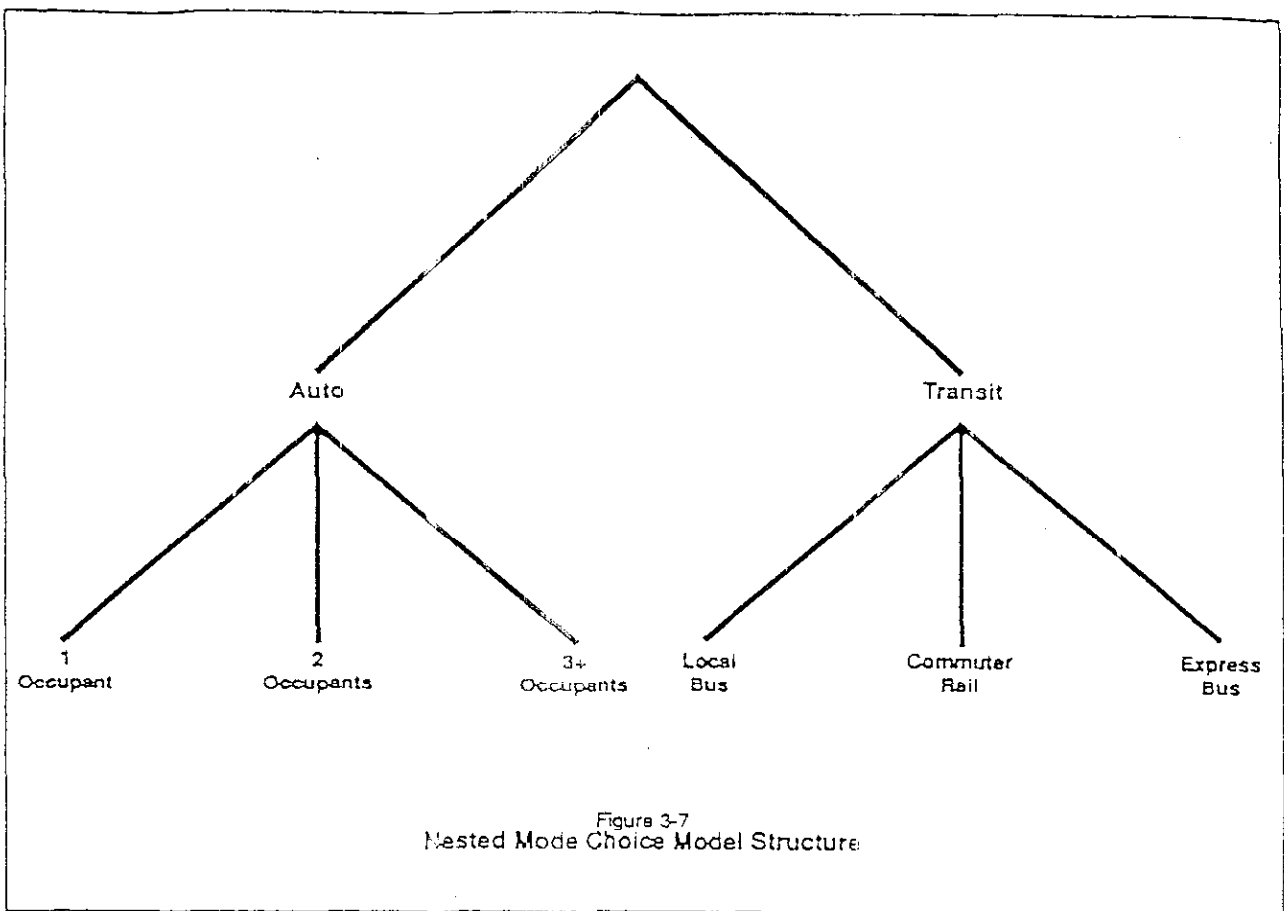 Auto
Transit
1
Occupant
2
Occupants
3+
Occupants
Local
Bus
Commuter
Rail
Express
Bus
Figure 3-7
Nested Mode Choice Model Structure